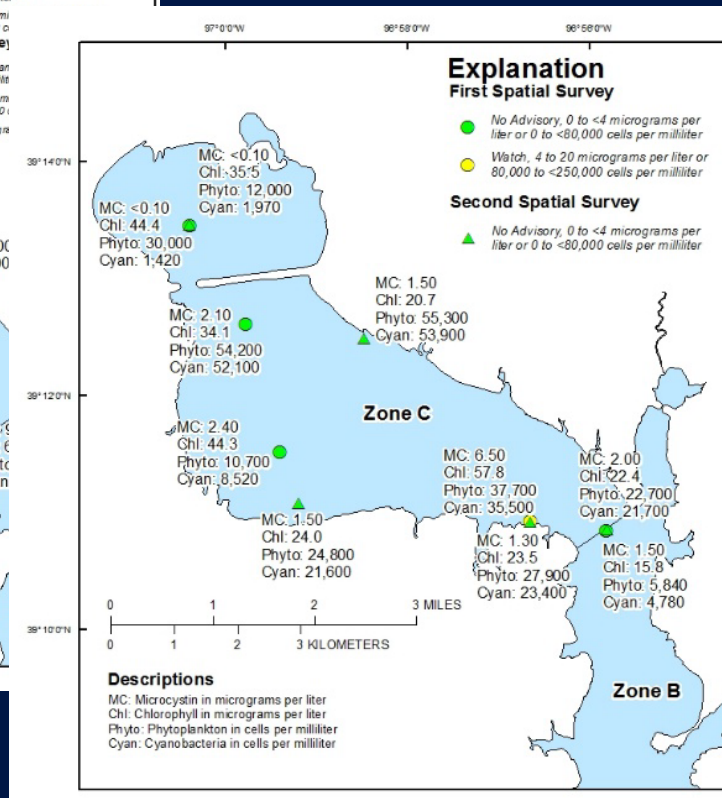 97°0'0"W
96°58'0"W
96°56'0"W
Explanation
First Spatial Survey
No Advisory, 0 to <4 micrograms per
liter or 0 to <80,000 cells per milliliter
Watch, 4 to 20 micrograms per liter or
80,000 to <250,000 cells per milliliter
Second Spatial Survey
No Advisory, 0 to <4 micrograms per
liter or 0 to <80,000 cells per milliliter
39°14'0"N
MC: <0.10
Chl: 35.5
Phyto: 12,000
Cyan: 1,970
MC: <0.10
Chl: 44.4
Phyto: 30,000
Cyan: 1,420
MC: 1.50
Chl: 20.7
Phyto: 55,300
Cyan: 53,900
MC: 2.10
Chl: 34.1
Phyto: 54,200
Cyan: 52,100
39°12'0"N
Zone C
MC: 2.40
Chl: 44.3
Phyto: 10,700
Cyan: 8,520
MC: 6.50
Chl: 57.8
Phyto: 37,700
Cyan: 35,500
MC: 2.00
Chl: 22.4
Phyto: 22,700
Cyan: 21,700
MC: 1.50
Chl: 24.0
Phyto: 24,800
Cyan: 21,600
MC: 1.30
Chl: 23.5
Phyto: 27,900
Cyan: 23,400
MC: 1.50
Chl: 15.8
Phyto: 5,840
Cyan: 4,780
0 1 2 3 MILES
0 1 2 3 KILOMETERS
39°10'0"N
Zone B
Descriptions
MC: Microcystin in micrograms per liter
Chl: Chlorophyll in micrograms per liter
Phyto: Phytoplankton in cells per milliliter
Cyan: Cyanobacteria in cells per milliliter